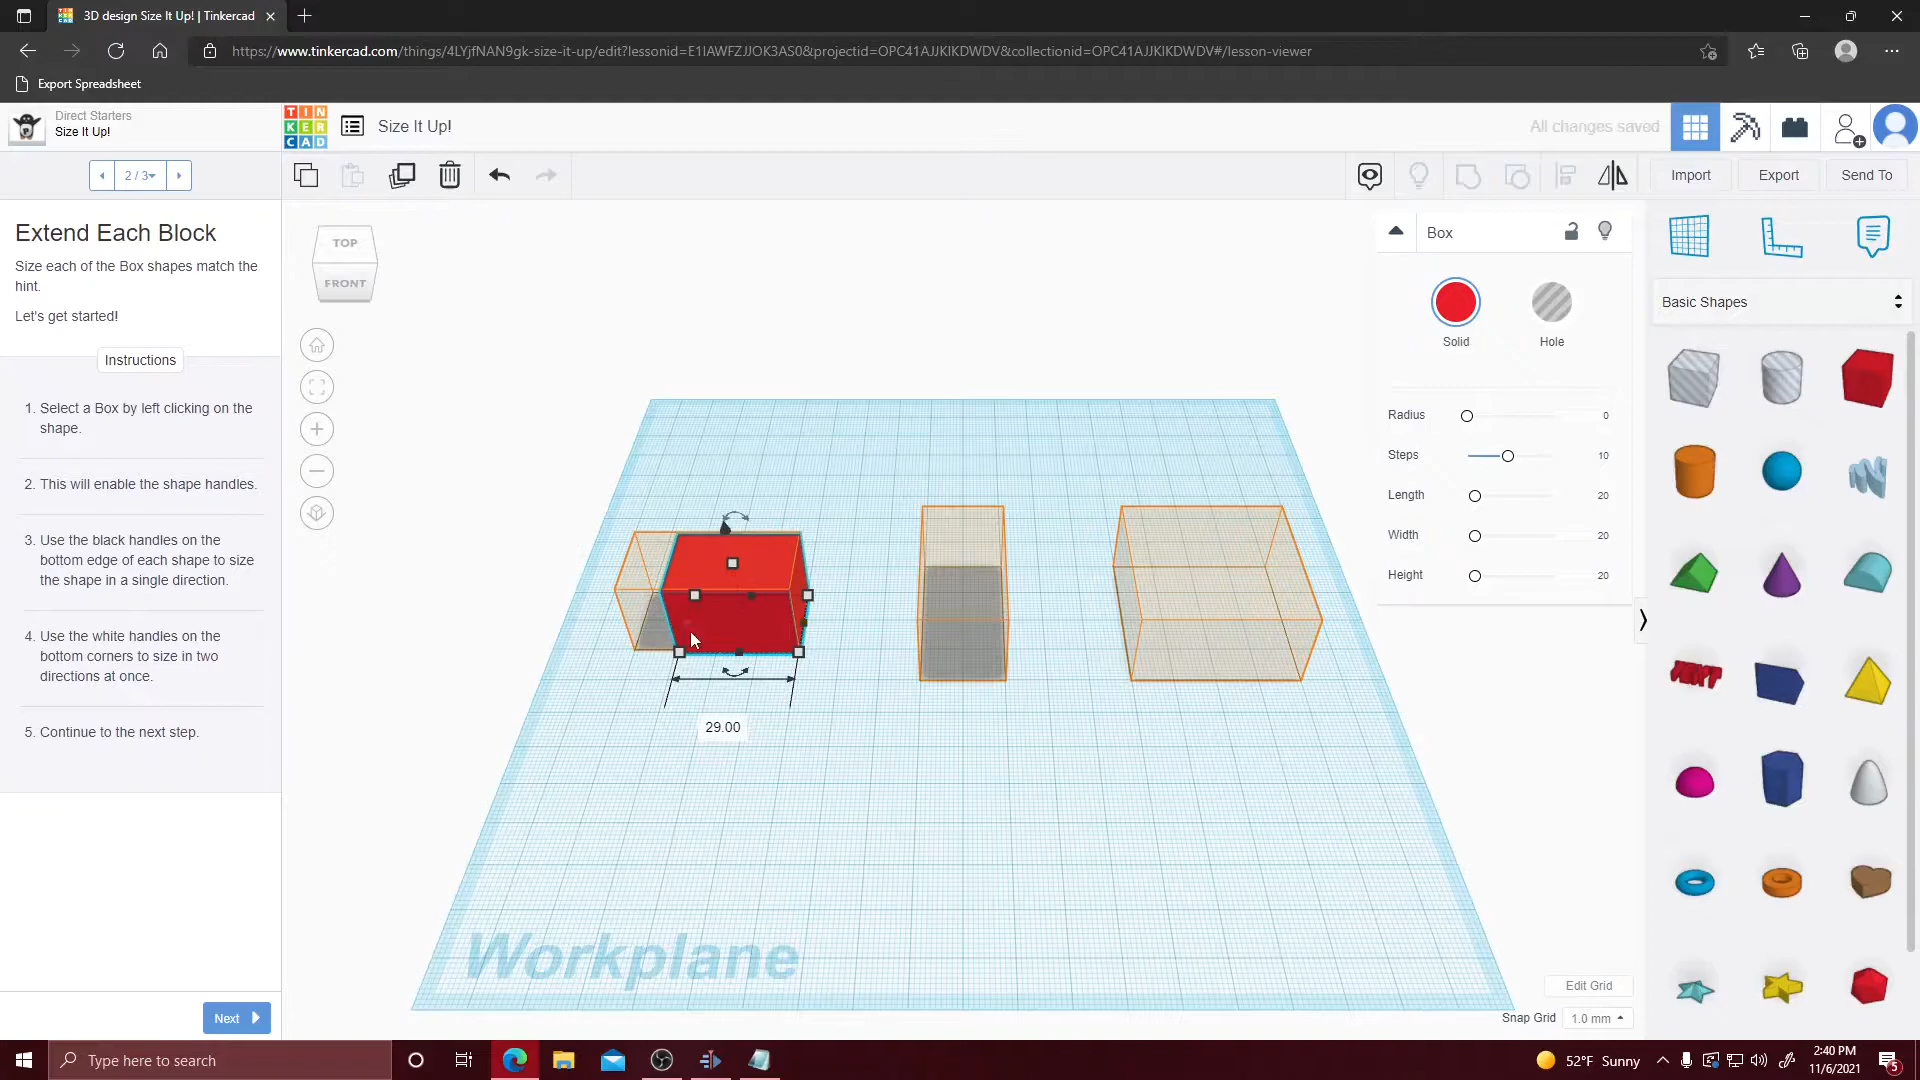 3D design Size It Up! | Tinkercad
https://www.tinkercad.com/things/4LYjfNAN9gk-size-it-up/edit?lessonid=E1IAWFZJJOK3AS0&projectid=OPC41AJJKIKDWDV&collectionid=OPC41AJJKIKDWDV#/lesson-viewer
Export Spreadsheet
Direct Starters
Size It Up!
TIN
KER
CAD
Size It Up!
All changes saved
2 / 3
Import
Export
Send To
Extend Each Block
Size each of the Box shapes match the
hint.
Let's get started!
Instructions
1. Select a Box by left clicking on the
shape.
2. This will enable the shape handles.
3. Use the black handles on the
bottom edge of each shape to size
the shape in a single direction.
4. Use the white handles on the
bottom corners to size in two
directions at once.
5. Continue to the next step.
Next
TOP
FRONT
29.00
Workplane
Box
Solid
Hole
Radius 0
Steps 10
Length 20
Width 20
Height 20
Basic Shapes
TEXT
Edit Grid
Snap Grid 1.0 mm
Type here to search
52°F Sunny
2:40 PM
11/6/2021
5